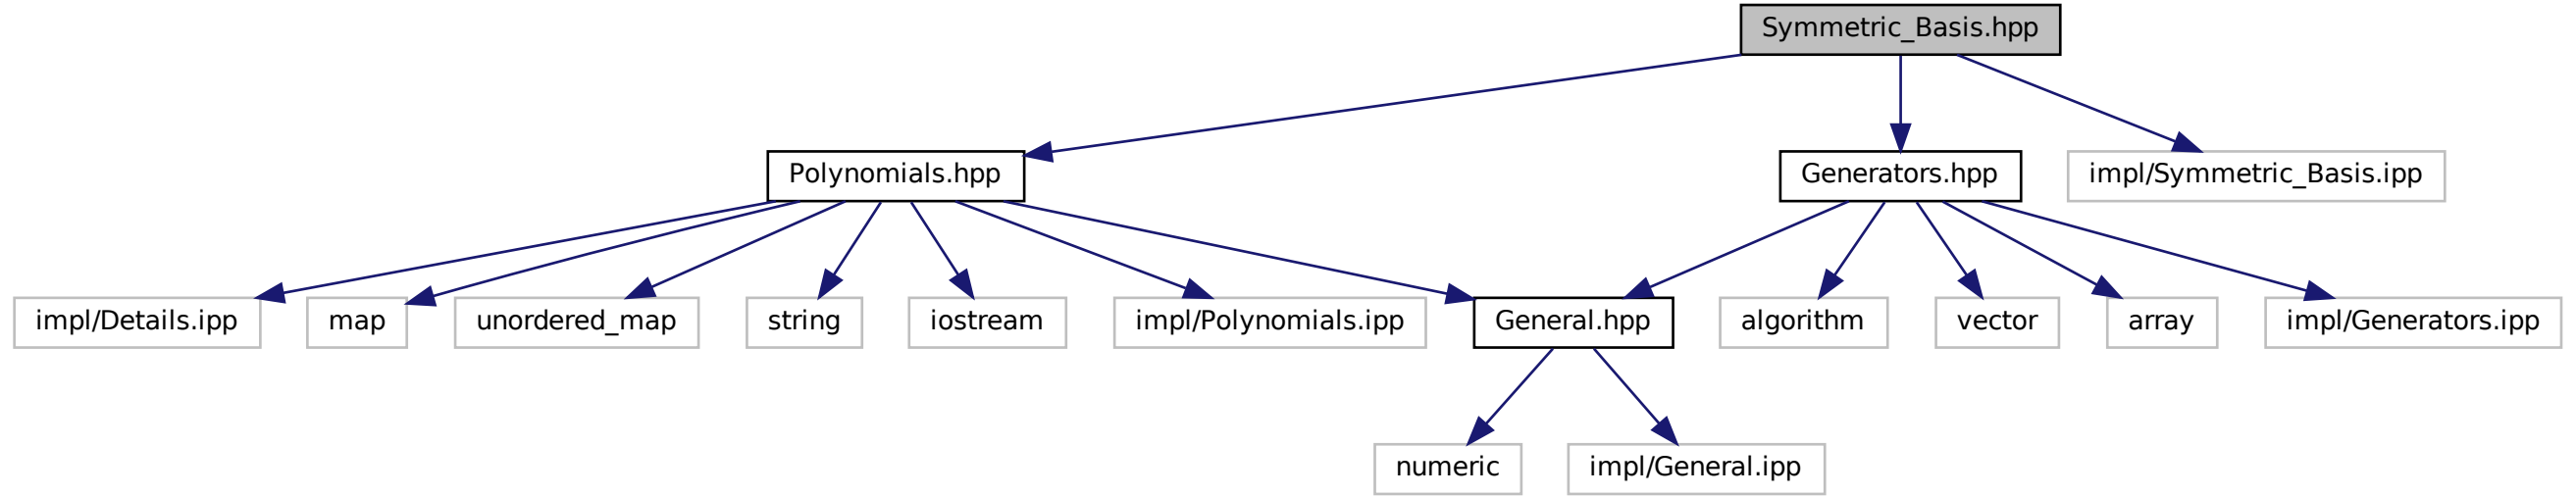 Symmetric_Basis.hpp
Polynomials.hpp
Generators.hpp
impl/Symmetric_Basis.ipp
impl/Details.ipp
map
unordered_map
string
iostream
impl/Polynomials.ipp
General.hpp
algorithm
vector
array
impl/Generators.ipp
numeric
impl/General.ipp